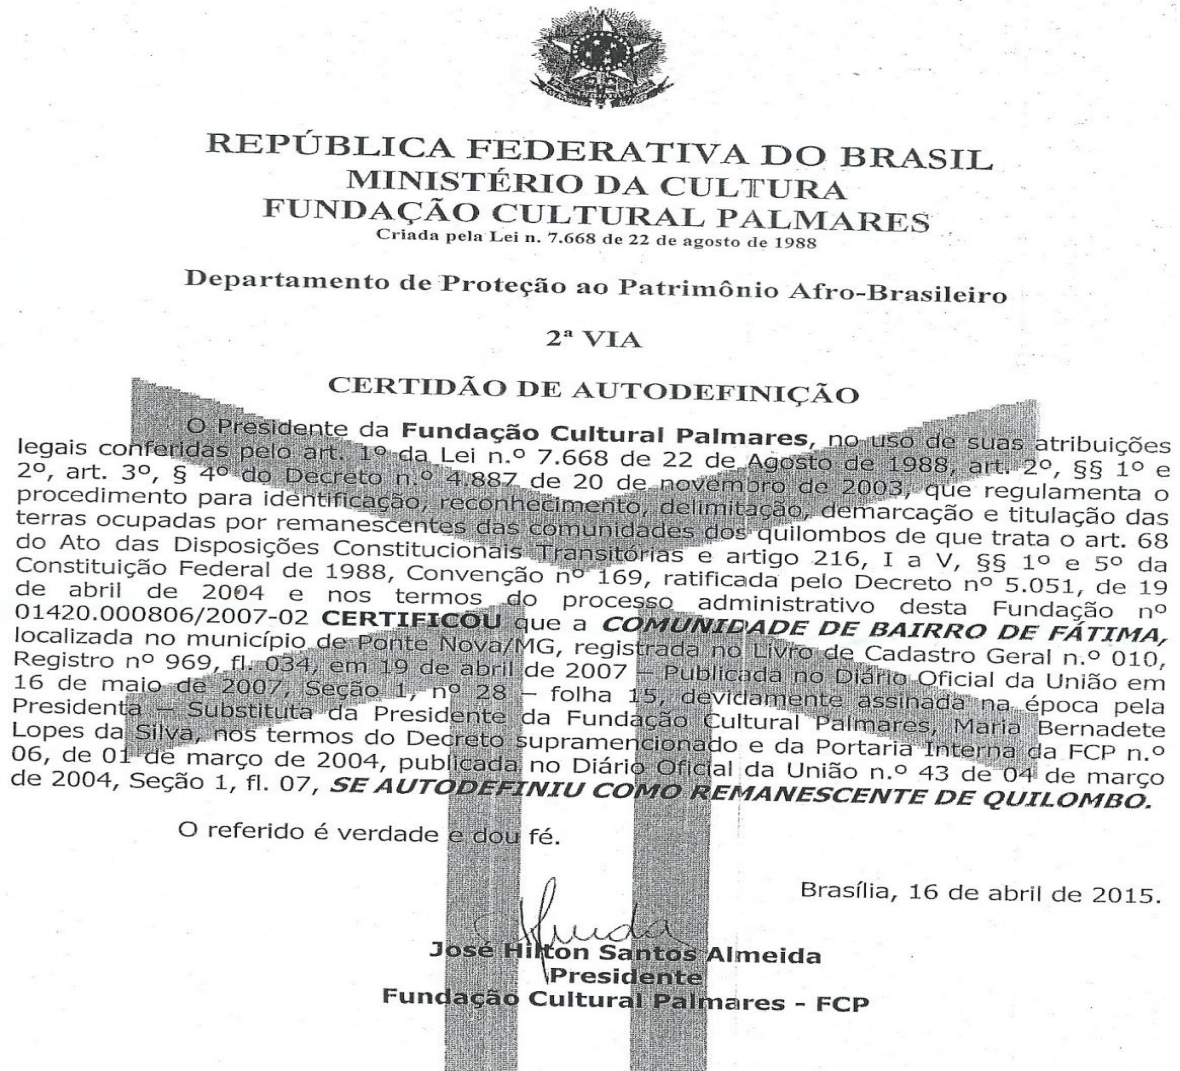 REPÚBLICA FEDERATIVA DO BRASIL
MINISTÉRIO DA CULTURA
FUNDAÇÃO CULTURAL PALMARES
Criada pela Lei n. 7.668 de 22 de agosto de 1988
Departamento de Proteção ao Patrimônio Afro-Brasileiro
2ª VIA
CERTIDÃO DE AUTODEFINIÇÃO
O Presidente da Fundação Cultural Palmares, no uso de suas atribuições
legais conferidas pelo art. 1º da Lei n.º 7.668 de 22 de Agosto de 1988, art. 2º, §§ 1º e
2º, art. 3º, § 4º do Decreto n.º 4.887 de 20 de novembro de 2003, que regulamenta o
procedimento para identificação, reconhecimento, delimitação, demarcação e titulação das
terras ocupadas por remanescentes das comunidades dos quilombos de que trata o art. 68
do Ato das Disposições Constitucionais Transitórias e artigo 216, I a V, §§ 1º e 5º da
Constituição Federal de 1988, Convenção nº 169, ratificada pelo Decreto nº 5.051, de 19
de abril de 2004 e nos termos do processo administrativo desta Fundação nº
01420.000806/2007-02 CERTIFICOU que a COMUNIDADE DE BAIRRO DE FÁTIMA,
localizada no município de Ponte Nova/MG, registrada no Livro de Cadastro Geral n.º 010,
Registro nº 969, fl. 034, em 19 de abril de 2007 – Publicada no Diário Oficial da União em
16 de maio de 2007, Seção 1, nº 28 – folha 15, devidamente assinada na época pela
Presidenta – Substituta da Presidente da Fundação Cultural Palmares, Maria Bernadete
Lopes da Silva, nos termos do Decreto supramencionado e da Portaria Interna da FCP n.º
06, de 01 de março de 2004, publicada no Diário Oficial da União n.º 43 de 04 de março
de 2004, Seção 1, fl. 07, SE AUTODEFINIU COMO REMANESCENTE DE QUILOMBO.
O referido é verdade e dou fé.
Brasília, 16 de abril de 2015.
José Hilton Santos Almeida
Presidente
Fundação Cultural Palmares - FCP